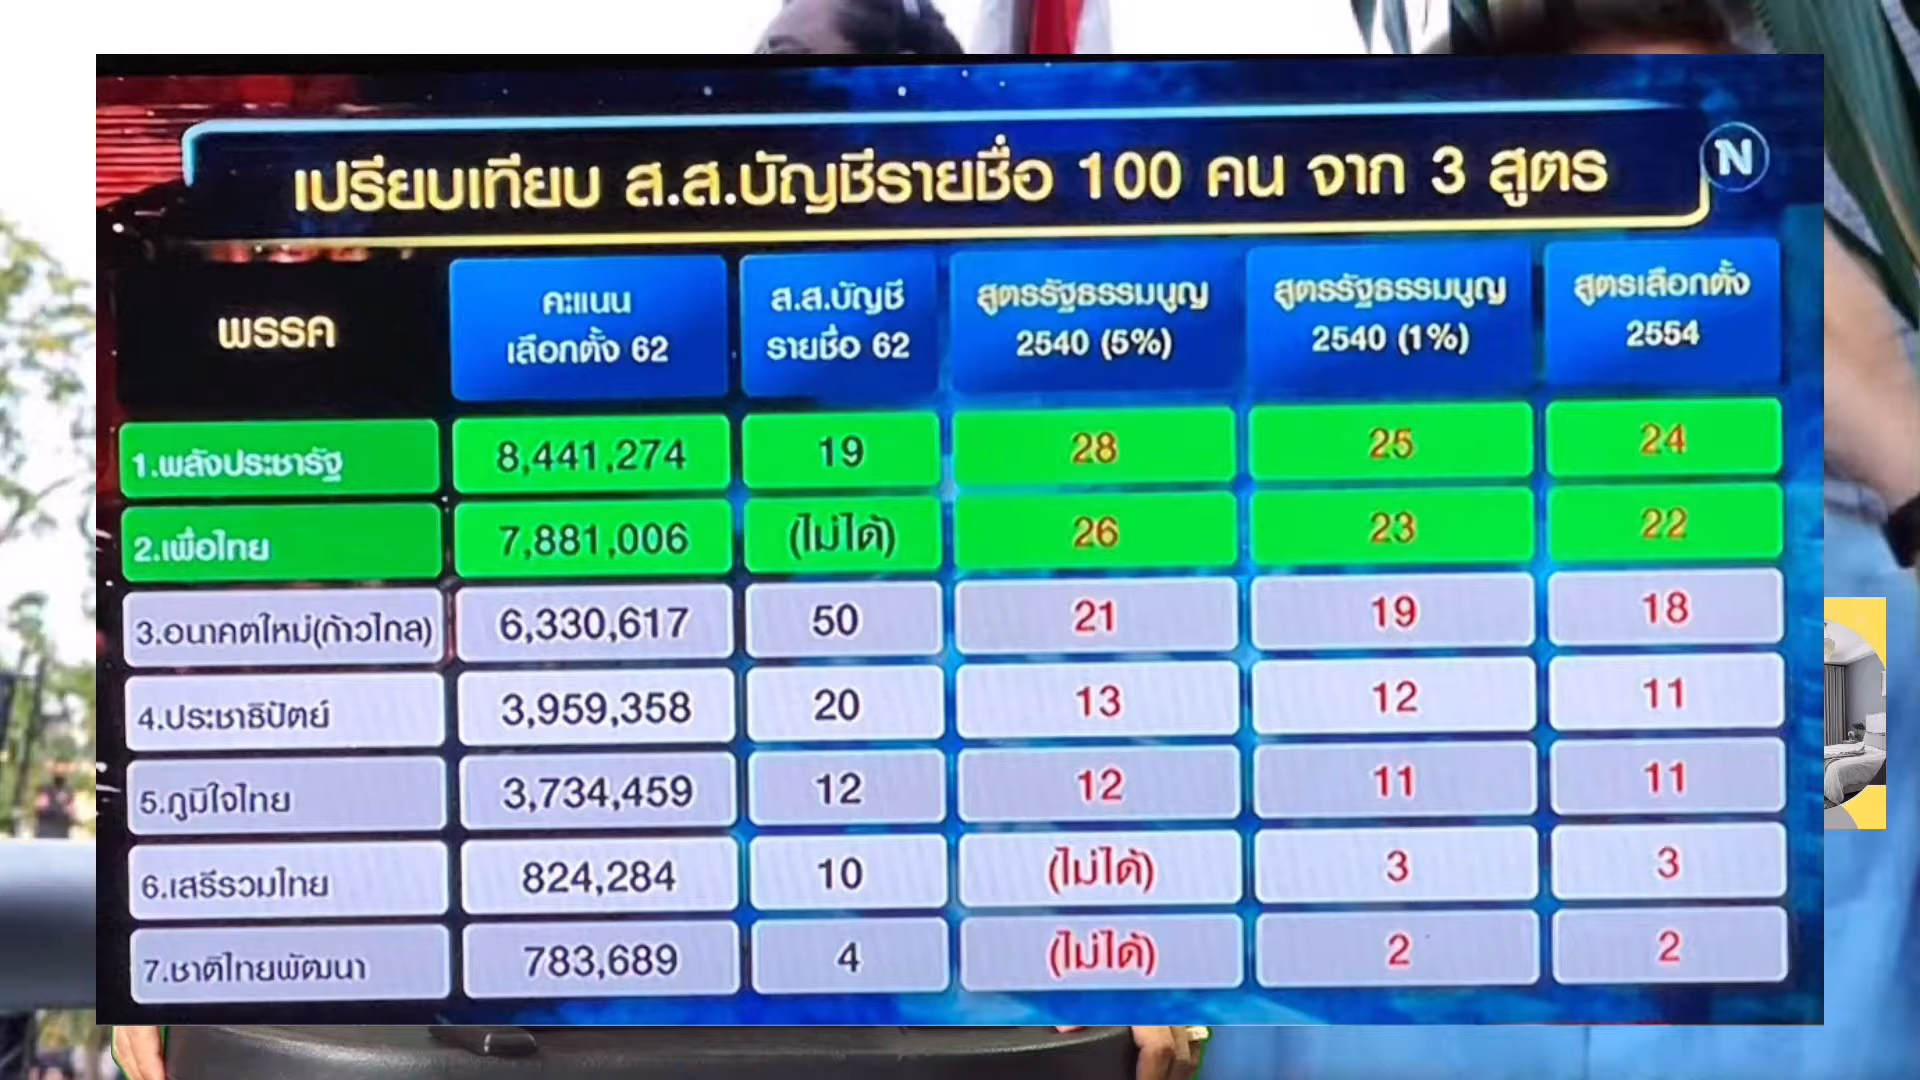 เปรียบเทียบ ส.ส.บัญชีรายชื่อ 100 คน จาก 3 สูตร
N
พรรค
คะแนน
เลือกตั้ง 62
ส.ส.บัญชี
รายชื่อ 62
สูตรรัฐธรรมนูญ
2540 (5%)
สูตรรัฐธรรมนูญ
2540 (1%)
สูตรเลือกตั้ง
2554
1.พลังประชารัฐ 8,441,274 19 28 25 24
2.เพื่อไทย 7,881,006 (ไม่ได้) 26 23 22
3.อนาคตใหม่(ก้าวไกล) 6,330,617 50 21 19 18
4.ประชาธิปัตย์ 3,959,358 20 13 12 11
5.ภูมิใจไทย 3,734,459 12 12 11 11
6.เสรีรวมไทย 824,284 10 (ไม่ได้) 3 3
7.ชาติไทยพัฒนา 783,689 4 (ไม่ได้) 2 2